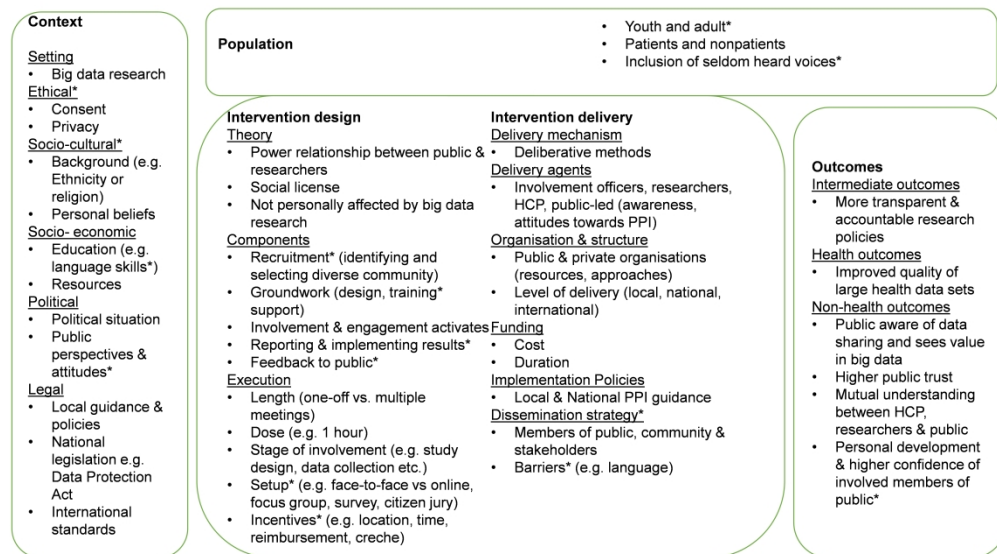 Context
Setting
• Big data research
Ethical*
• Consent
• Privacy
Socio-cultural*
• Background (e.g.
Ethnicity or
religion)
• Personal beliefs
Socio- economic
• Education (e.g.
language skills*)
• Resources
Political
• Political situation
• Public
perspectives &
attitudes*
Legal
• Local guidance &
policies
• National
legislation e.g.
Data Protection
Act
• International
standards
Population
• Youth and adult*
• Patients and nonpatients
• Inclusion of seldom heard voices*
Intervention design
Theory
• Power relationship between public &
researchers
• Social license
• Not personally affected by big data
research
Components
• Recruitment* (identifying and
selecting diverse community)
• Groundwork (design, training*
support)
• Involvement & engagement activates
• Reporting & implementing results*
• Feedback to public*
Execution
• Length (one-off vs. multiple
meetings)
• Dose (e.g. 1 hour)
• Stage of involvement (e.g. study
design, data collection etc.)
• Setup* (e.g. face-to-face vs online,
focus group, survey, citizen jury)
• Incentives* (e.g. location, time,
reimbursement, creche)
Intervention delivery
Delivery mechanism
• Deliberative methods
Delivery agents
• Involvement officers, researchers,
HCP, public-led (awareness,
attitudes towards PPI)
Organisation & structure
• Public & private organisations
(resources, approaches)
• Level of delivery (local, national,
international)
Funding
• Cost
• Duration
Implementation Policies
• Local & National PPI guidance
Dissemination strategy*
• Members of public, community &
stakeholders
• Barriers* (e.g. language)
Outcomes
Intermediate outcomes
• More transparent &
accountable research
policies
Health outcomes
• Improved quality of
large health data sets
Non-health outcomes
• Public aware of data
sharing and sees value
in big data
• Higher public trust
• Mutual understanding
between HCP,
researchers & public
• Personal development
& higher confidence of
involved members of
public*